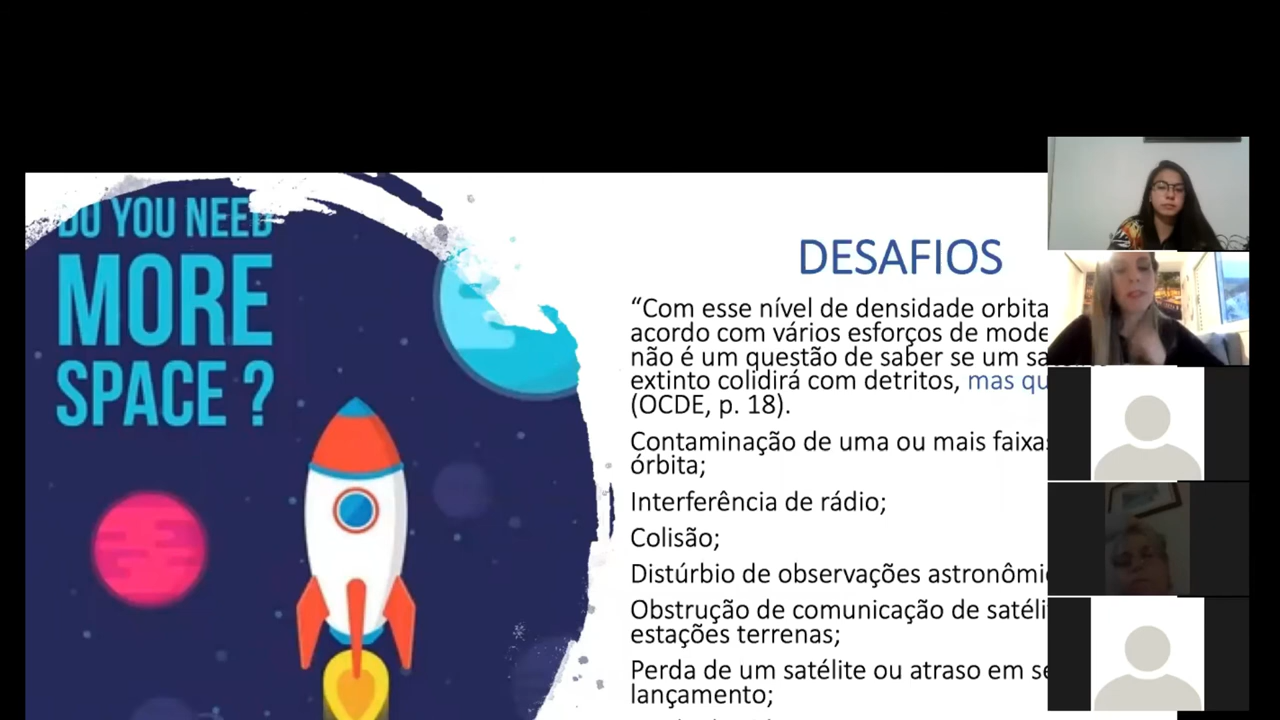 DO YOU NEED
MORE
SPACE ?
DESAFIOS
“Com esse nível de densidade orbita
acordo com vários esforços de mode
não é um questão de saber se um sa
extinto colidirá com detritos, mas qu
(OCDE, p. 18).
Contaminação de uma ou mais faixas
órbita;
Interferência de rádio;
Colisão;
Distúrbio de observações astronômi
Obstrução de comunicação de satéli
estações terrenas;
Perda de um satélite ou atraso em se
lançamento;